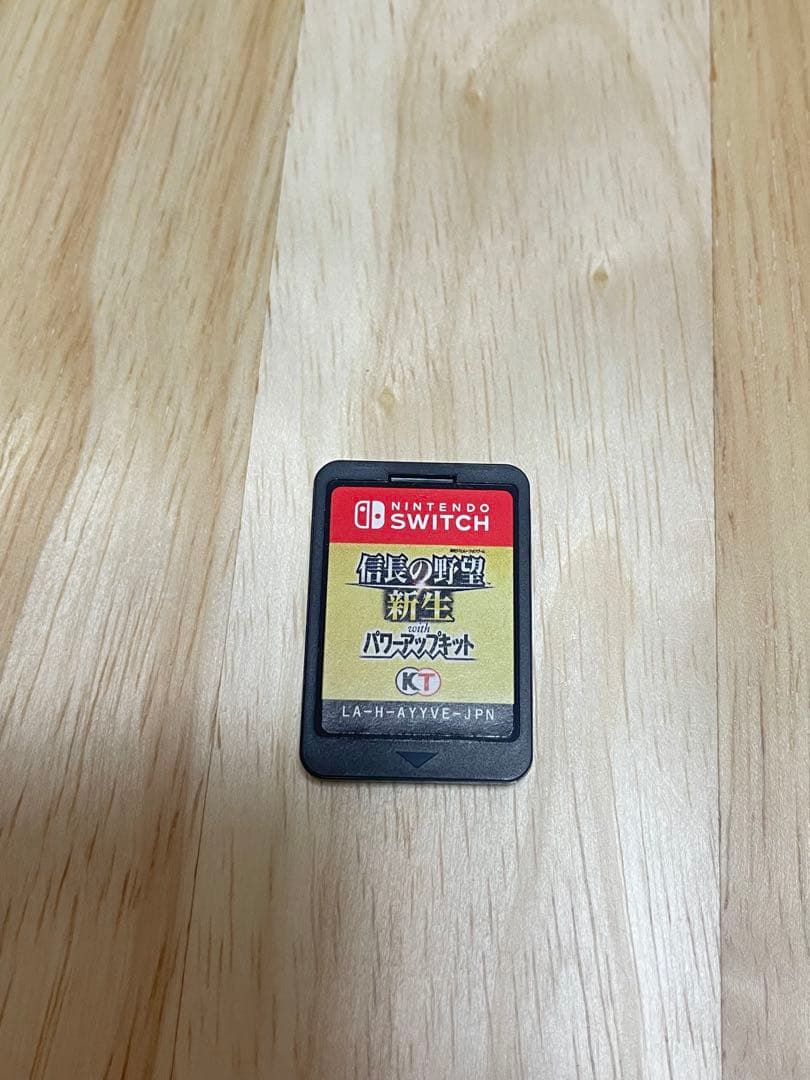 NINTENDO
SWITCH
信長の野望
新生
with
パワーアップキット
KT
LA-H-AYYVE-JPN